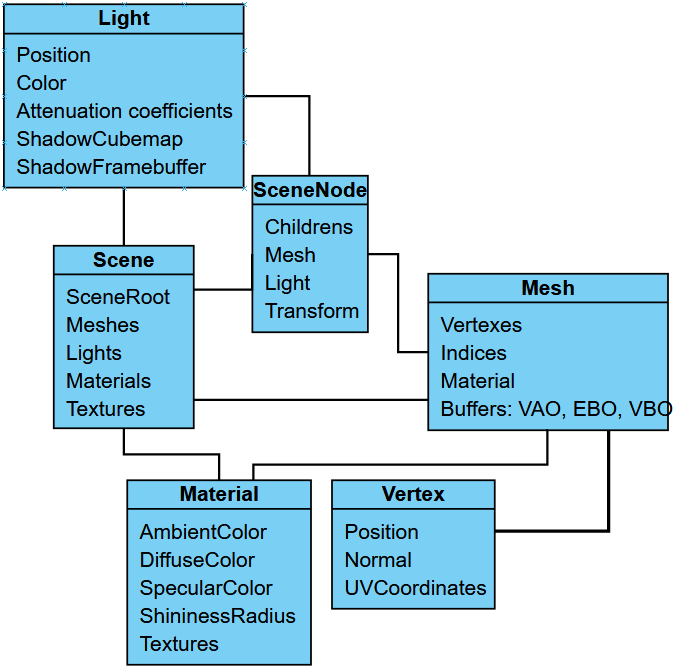 Light
Position
Color
Attenuation coefficients
ShadowCubemap
ShadowFramebuffer
SceneNode
Childrens
Mesh
Light
Transform
Scene
SceneRoot
Meshes
Lights
Materials
Textures
Mesh
Vertexes
Indices
Material
Buffers: VAO, EBO, VBO
Material
AmbientColor
DiffuseColor
SpecularColor
ShininessRadius
Textures
Vertex
Position
Normal
UVCoordinates